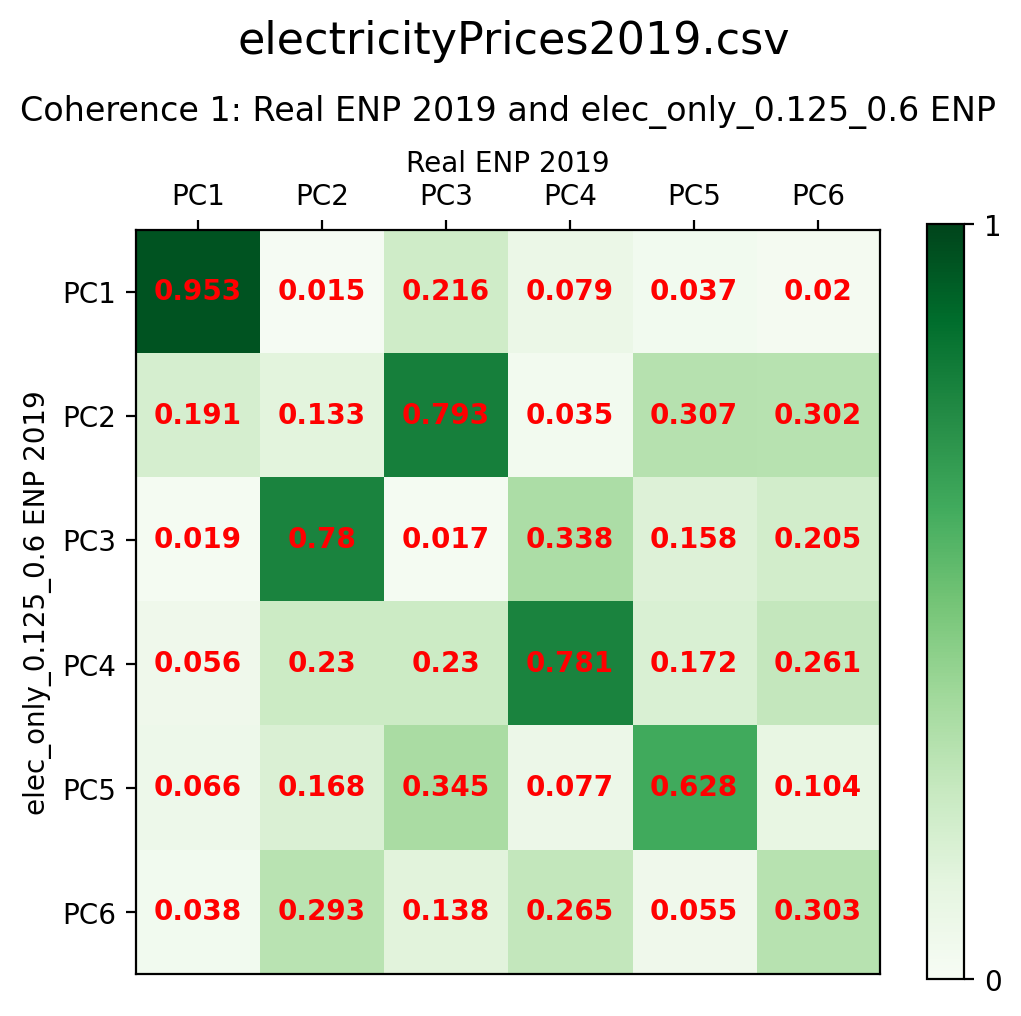 electricityPrices2019.csv
Coherence 1: Real ENP 2019 and elec_only_0.125_0.6 ENP
Real ENP 2019
PC1 PC2 PC3 PC4 PC5 PC6
1
PC1 0.953 0.015 0.216 0.079 0.037 0.02
PC2 0.191 0.133 0.793 0.035 0.307 0.302
elec_only_0.125_0.6 ENP 2019
PC3 0.019 0.78 0.017 0.338 0.158 0.205
PC4 0.056 0.23 0.23 0.781 0.172 0.261
PC5 0.066 0.168 0.345 0.077 0.628 0.104
PC6 0.038 0.293 0.138 0.265 0.055 0.303
0